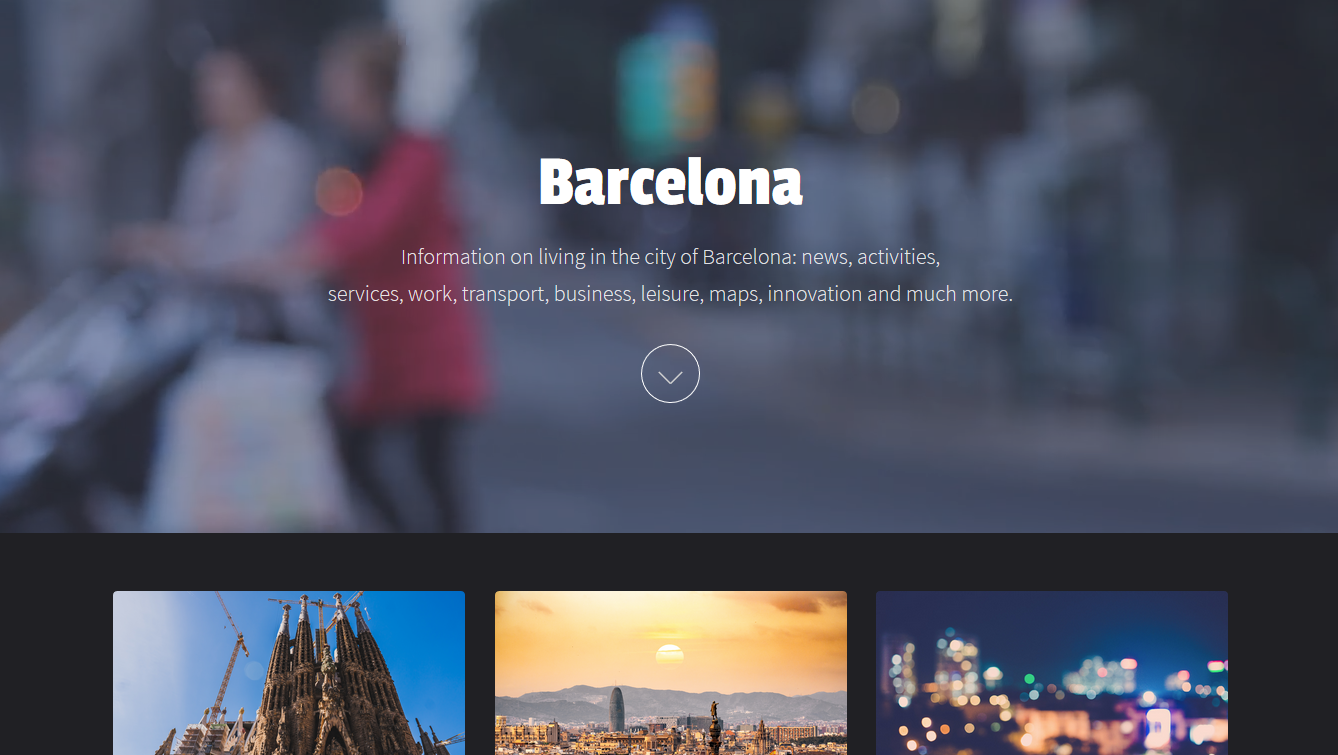 Barcelona
Information on living in the city of Barcelona: news, activities,
services, work, transport, business, leisure, maps, innovation and much more.